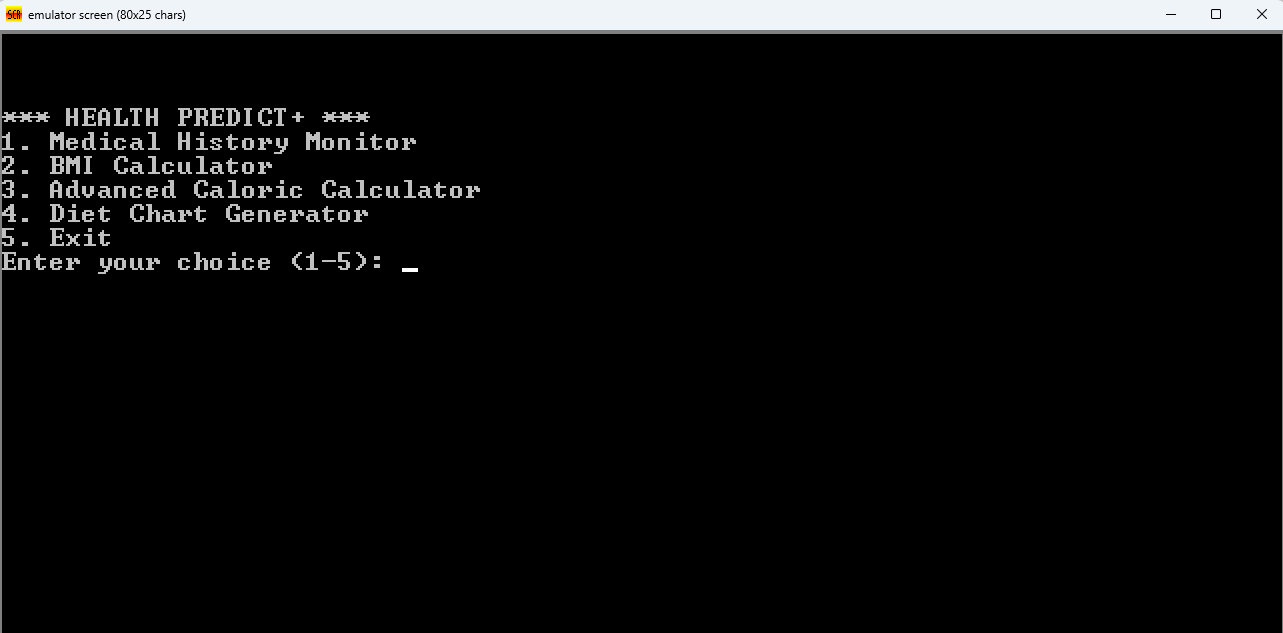 emulator screen (80x25 chars)
*** HEALTH PREDICT+ ***
1. Medical History Monitor
2. BMI Calculator
3. Advanced Caloric Calculator
4. Diet Chart Generator
5. Exit
Enter your choice (1-5): _